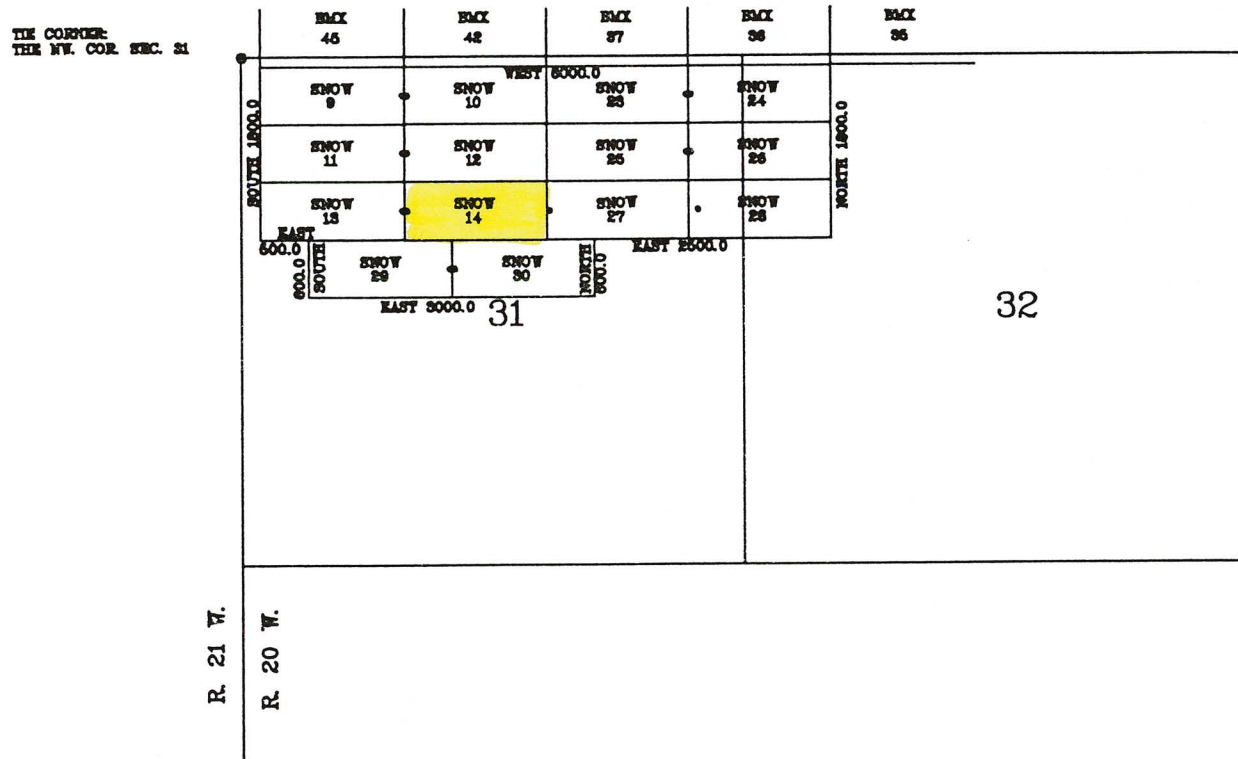 TIE CORNER:
THE NW. COR. SEC. 31
BMX
45
BMX
42
BMX
37
BMX
36
BMX
35
WEST 6000.0
SOUTH 1800.0
NORTH 1800.0
SNOW
9
SNOW
10
SNOW
23
SNOW
24
SNOW
11
SNOW
12
SNOW
25
SNOW
26
SNOW
13
SNOW
14
SNOW
27
SNOW
28
EAST
500.0
EAST 2500.0
600.0
SOUTH
SNOW
29
SNOW
30
NORTH
600.0
EAST 3000.0
31
32
R. 21 W.
R. 20 W.